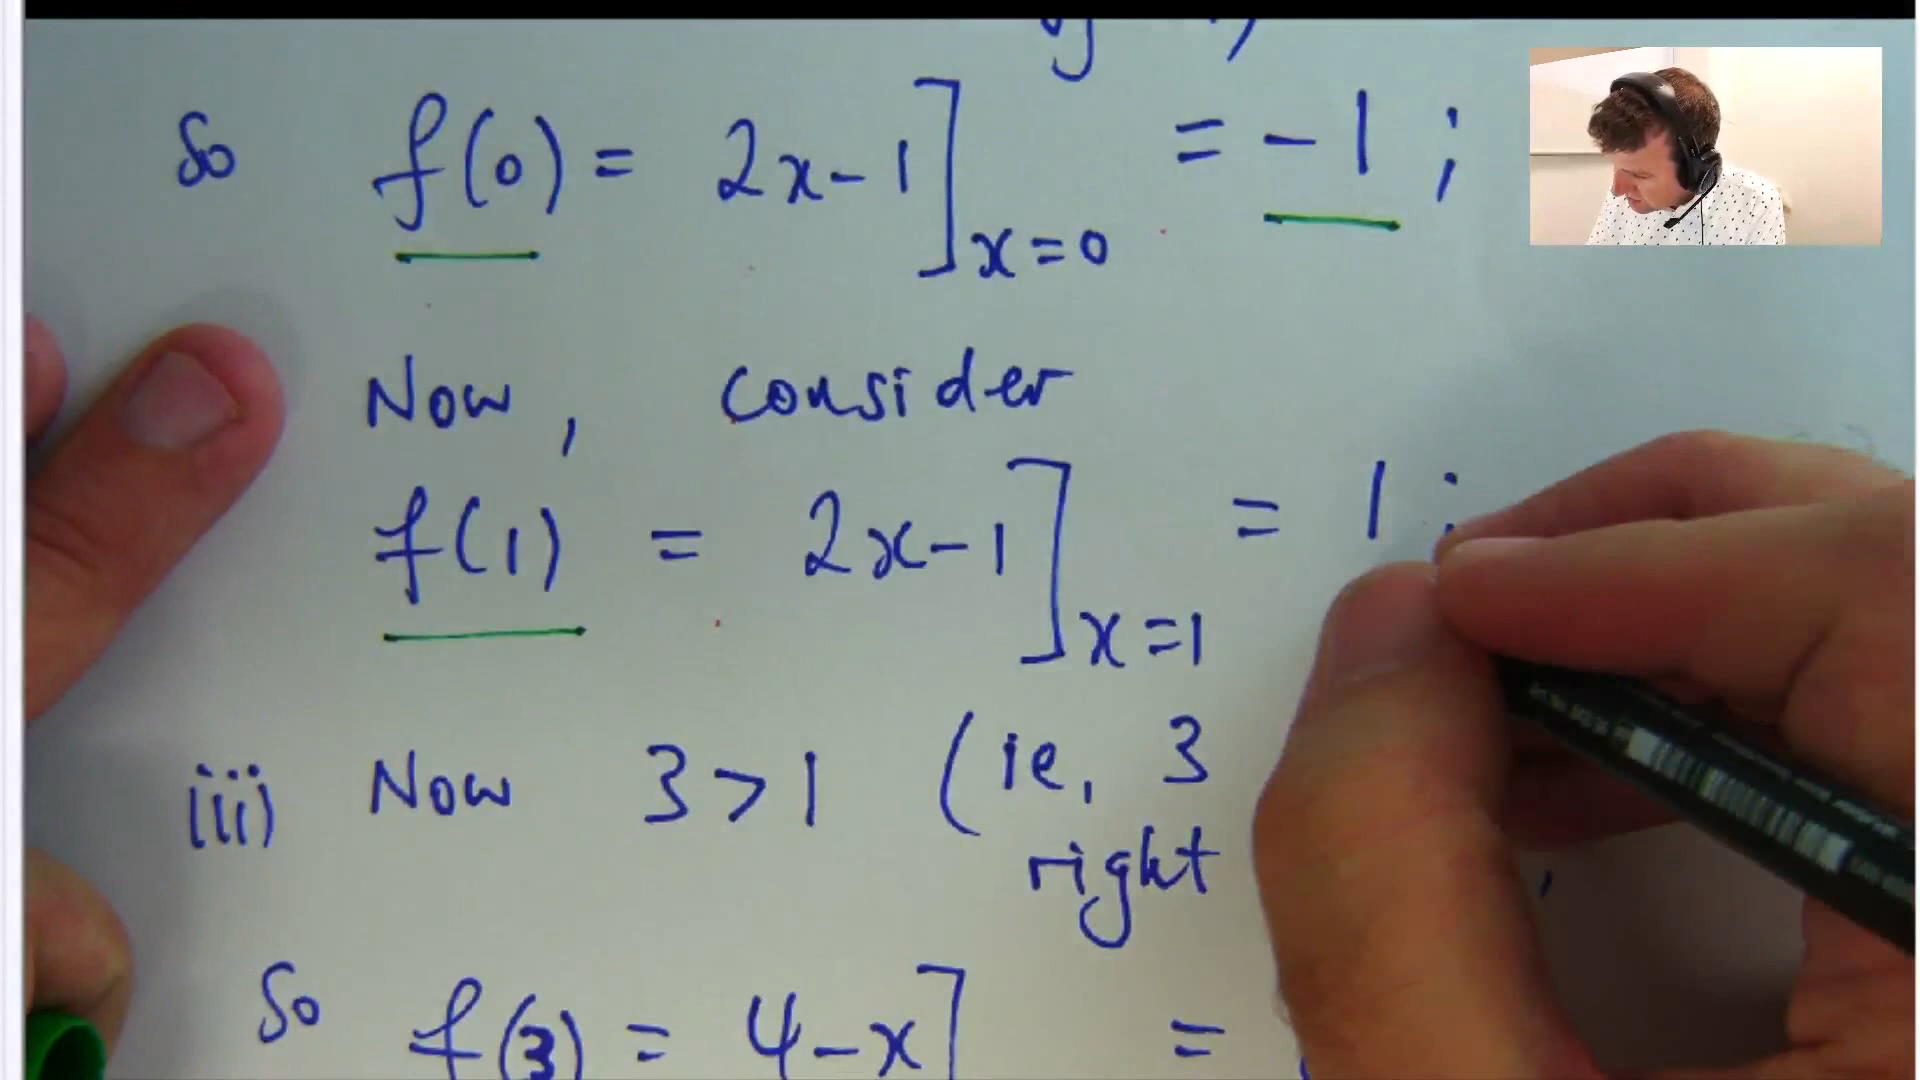 So f(0) = 2x-1]x=0 = -1 ;
Now, consider
f(1) = 2x-1]x=1 = 1 ;
iii) Now 3 > 1 (ie, 3
right
So f(3) = 4-x] =